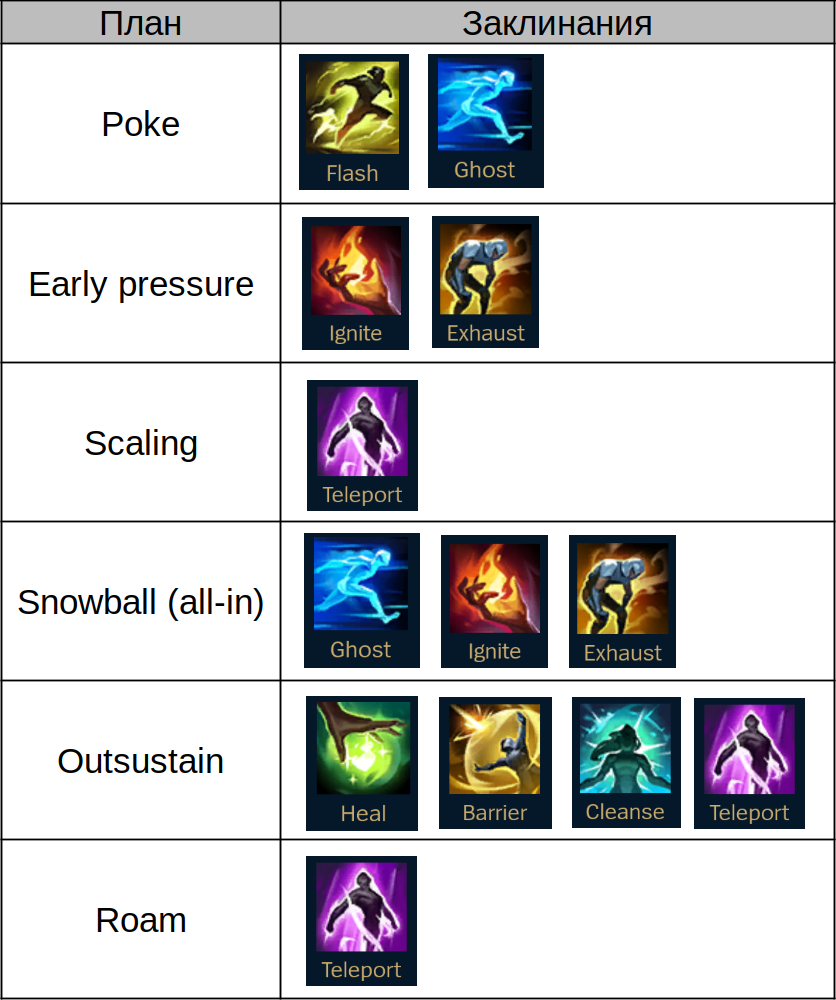 План Заклинания
Poke
Flash Ghost
Early pressure
Ignite Exhaust
Scaling
Teleport
Snowball (all-in)
Ghost Ignite Exhaust
Outsustain
Heal Barrier Cleanse Teleport
Roam
Teleport